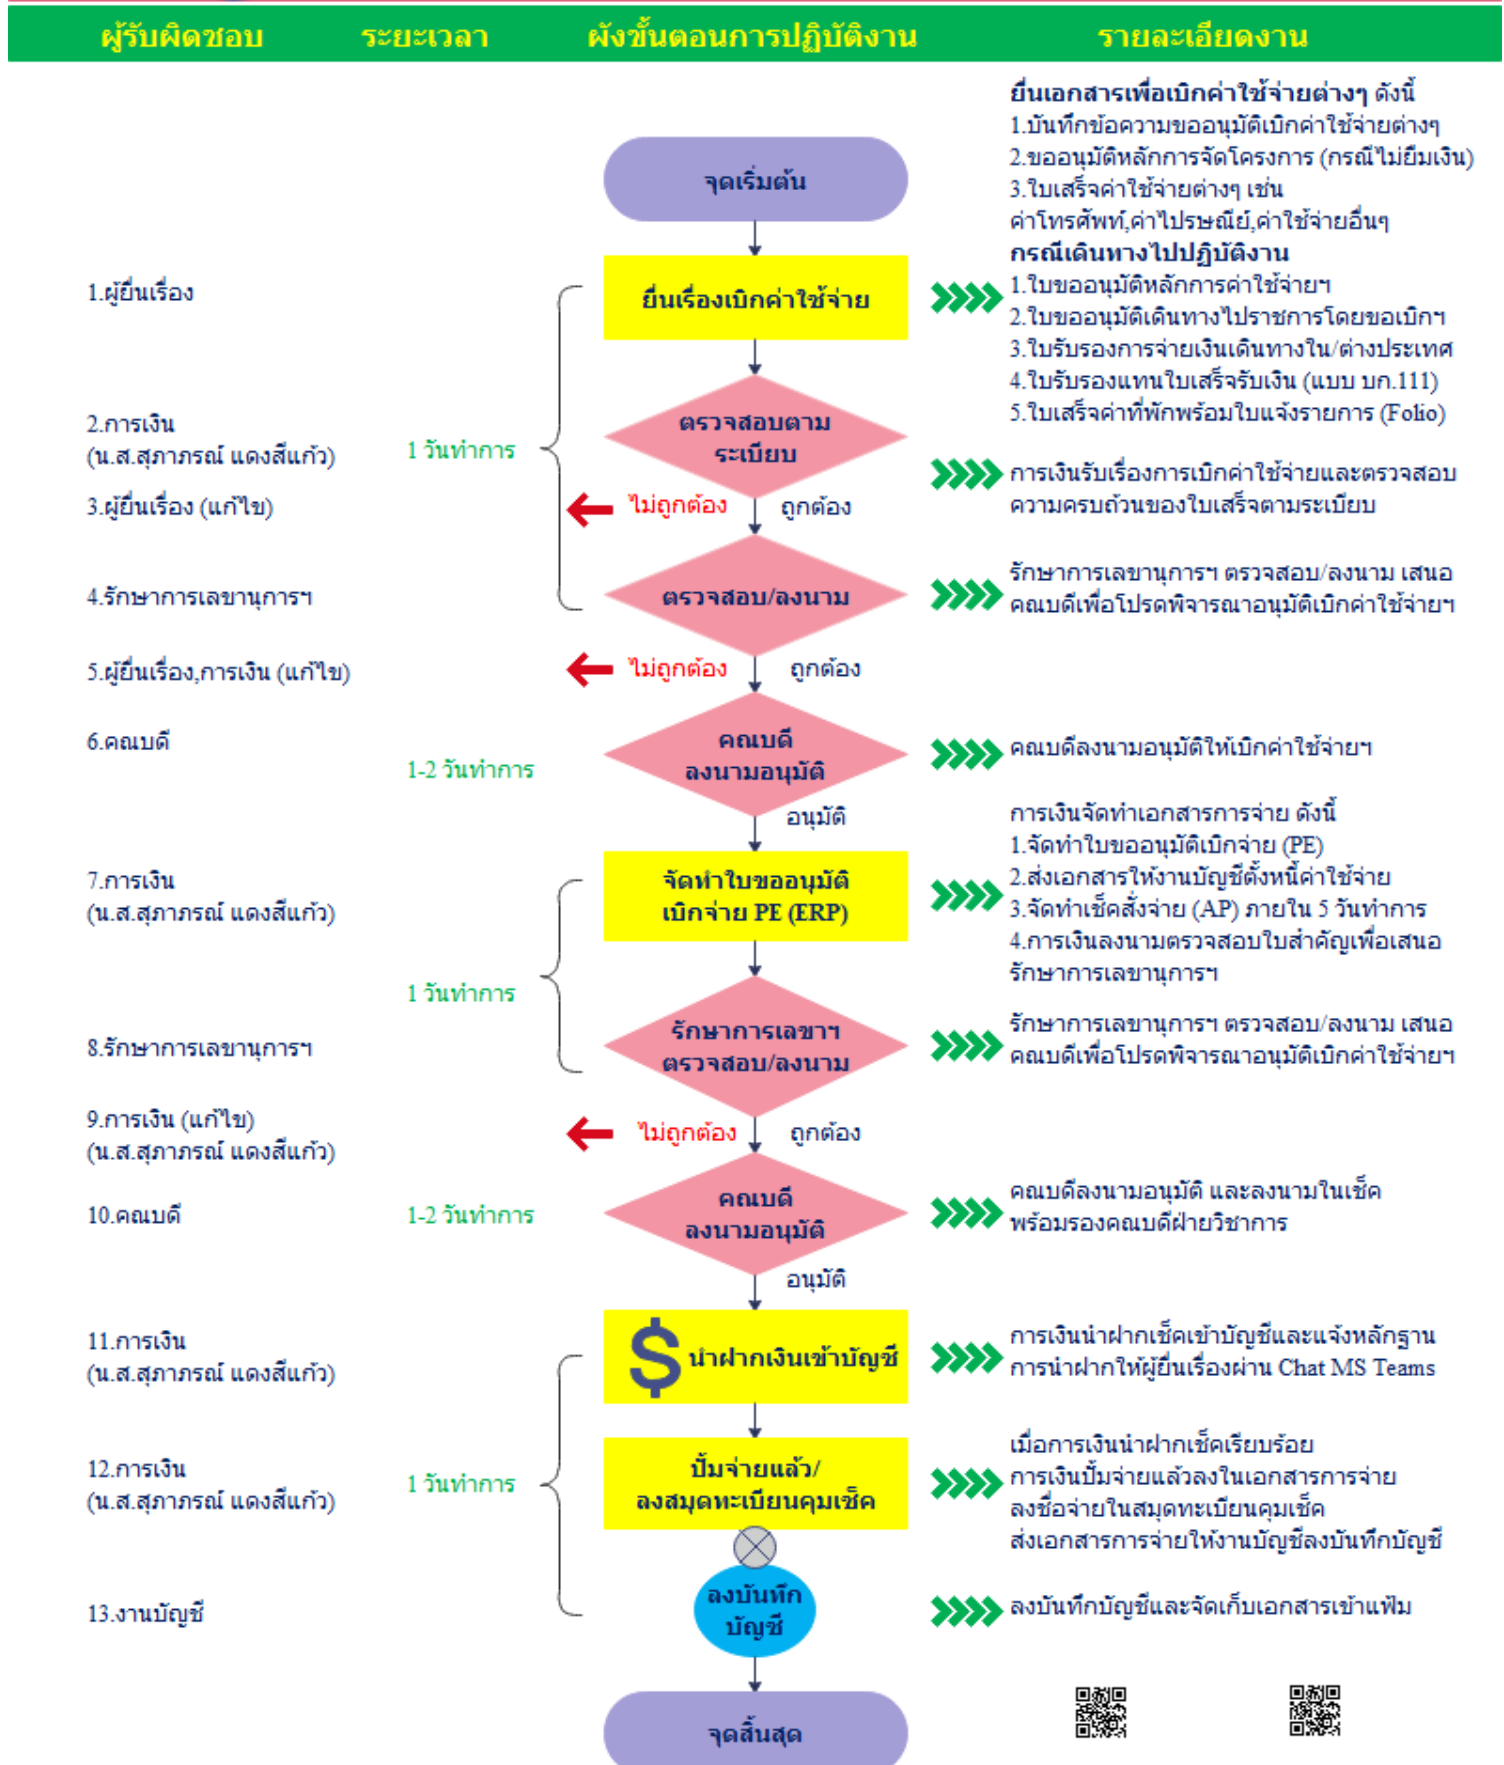 ผู้รับผิดชอบ ระยะเวลา ผังขั้นตอนการปฏิบัติงาน รายละเอียดงาน
ยื่นเอกสารเพื่อเบิกค่าใช้จ่ายต่างๆ ดังนี้
1.บันทึกข้อความขออนุมัติเบิกค่าใช้จ่ายต่างๆ
2.ขออนุมัติหลักการจัดโครงการ (กรณีไม่ยืมเงิน)
3.ใบเสร็จค่าใช้จ่ายต่างๆ เช่น
ค่าโทรศัพท์,ค่าไปรษณีย์,ค่าใช้จ่ายอื่นๆ
กรณีเดินทางไปปฏิบัติงาน
1.ใบขออนุมัติหลักการค่าใช้จ่ายฯ
2.ใบขออนุมัติเดินทางไปราชการโดยขอเบิกฯ
3.ใบรับรองการจ่ายเงินเดินทางใน/ต่างประเทศ
4.ใบรับรองแทนใบเสร็จรับเงิน (แบบ บก.111)
5.ใบเสร็จค่าที่พักพร้อมใบแจ้งรายการ (Folio)
จุดเริ่มต้น
1.ผู้ยื่นเรื่อง
ยื่นเรื่องเบิกค่าใช้จ่าย
2.การเงิน
(น.ส.สุภาภรณ์ แดงสีแก้ว)
1 วันทำการ
ตรวจสอบตาม
ระเบียบ
การเงินรับเรื่องการเบิกค่าใช้จ่ายและตรวจสอบ
ความครบถ้วนของใบเสร็จตามระเบียบ
3.ผู้ยื่นเรื่อง (แก้ไข)
ไม่ถูกต้อง ถูกต้อง
4.รักษาการเลขานุการฯ
ตรวจสอบ/ลงนาม
รักษาการเลขานุการฯ ตรวจสอบ/ลงนาม เสนอ
คณบดีเพื่อโปรดพิจารณาอนุมัติเบิกค่าใช้จ่ายฯ
5.ผู้ยื่นเรื่อง,การเงิน (แก้ไข)
ไม่ถูกต้อง ถูกต้อง
6.คณบดี
1-2 วันทำการ
คณบดี
ลงนามอนุมัติ
คณบดีลงนามอนุมัติให้เบิกค่าใช้จ่ายฯ
อนุมัติ
7.การเงิน
(น.ส.สุภาภรณ์ แดงสีแก้ว)
จัดทำใบขออนุมัติ
เบิกจ่าย PE (ERP)
การเงินจัดทำเอกสารการจ่าย ดังนี้
1.จัดทำใบขออนุมัติเบิกจ่าย (PE)
2.ส่งเอกสารให้งานบัญชีตั้งหนี้ค่าใช้จ่าย
3.จัดทำเช็คสั่งจ่าย (AP) ภายใน 5 วันทำการ
4.การเงินลงนามตรวจสอบใบสำคัญเพื่อเสนอ
รักษาการเลขานุการฯ
1 วันทำการ
8.รักษาการเลขานุการฯ
รักษาการเลขาฯ
ตรวจสอบ/ลงนาม
รักษาการเลขานุการฯ ตรวจสอบ/ลงนาม เสนอ
คณบดีเพื่อโปรดพิจารณาอนุมัติเบิกค่าใช้จ่ายฯ
9.การเงิน (แก้ไข)
(น.ส.สุภาภรณ์ แดงสีแก้ว)
ไม่ถูกต้อง ถูกต้อง
10.คณบดี
1-2 วันทำการ
คณบดี
ลงนามอนุมัติ
คณบดีลงนามอนุมัติ และลงนามในเช็ค
พร้อมรองคณบดีฝ่ายวิชาการ
อนุมัติ
11.การเงิน
(น.ส.สุภาภรณ์ แดงสีแก้ว)
$ นำฝากเงินเข้าบัญชี
การเงินนำฝากเช็คเข้าบัญชีและแจ้งหลักฐาน
การนำฝากให้ผู้ยื่นเรื่องผ่าน Chat MS Teams
12.การเงิน
(น.ส.สุภาภรณ์ แดงสีแก้ว)
1 วันทำการ
ปั้มจ่ายแล้ว/
ลงสมุดทะเบียนคุมเช็ค
เมื่อการเงินนำฝากเช็คเรียบร้อย
การเงินปั้มจ่ายแล้วลงในเอกสารการจ่าย
ลงชื่อจ่ายในสมุดทะเบียนคุมเช็ค
ส่งเอกสารการจ่ายให้งานบัญชีลงบันทึกบัญชี
13.งานบัญชี
ลงบันทึก
บัญชี
ลงบันทึกบัญชีและจัดเก็บเอกสารเข้าแฟ้ม
จุดสิ้นสุด